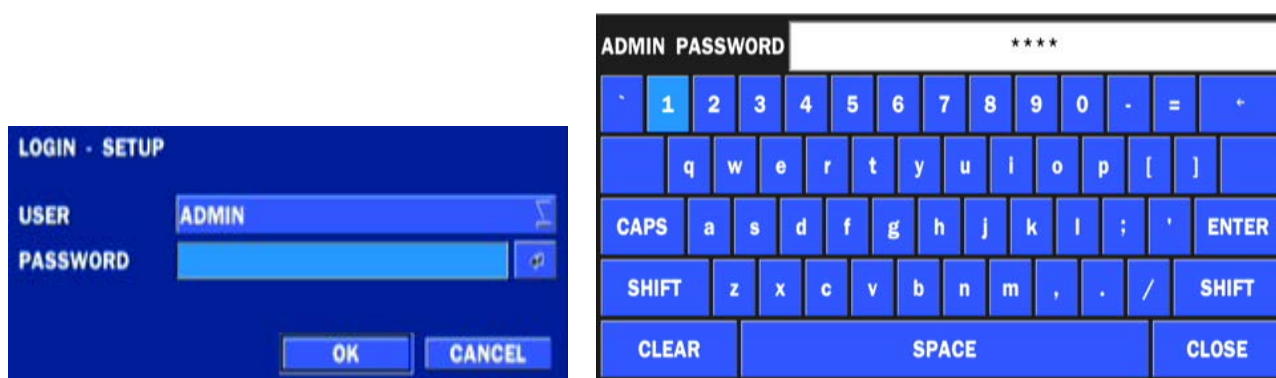 LOGIN - SETUP
USER ADMIN
PASSWORD
OK CANCEL
ADMIN PASSWORD ****
` 1 2 3 4 5 6 7 8 9 0 - = ←
q w e r t y u i o p [ ]
CAPS a s d f g h j k l ; ' ENTER
SHIFT z x c v b n m , . / SHIFT
CLEAR SPACE CLOSE